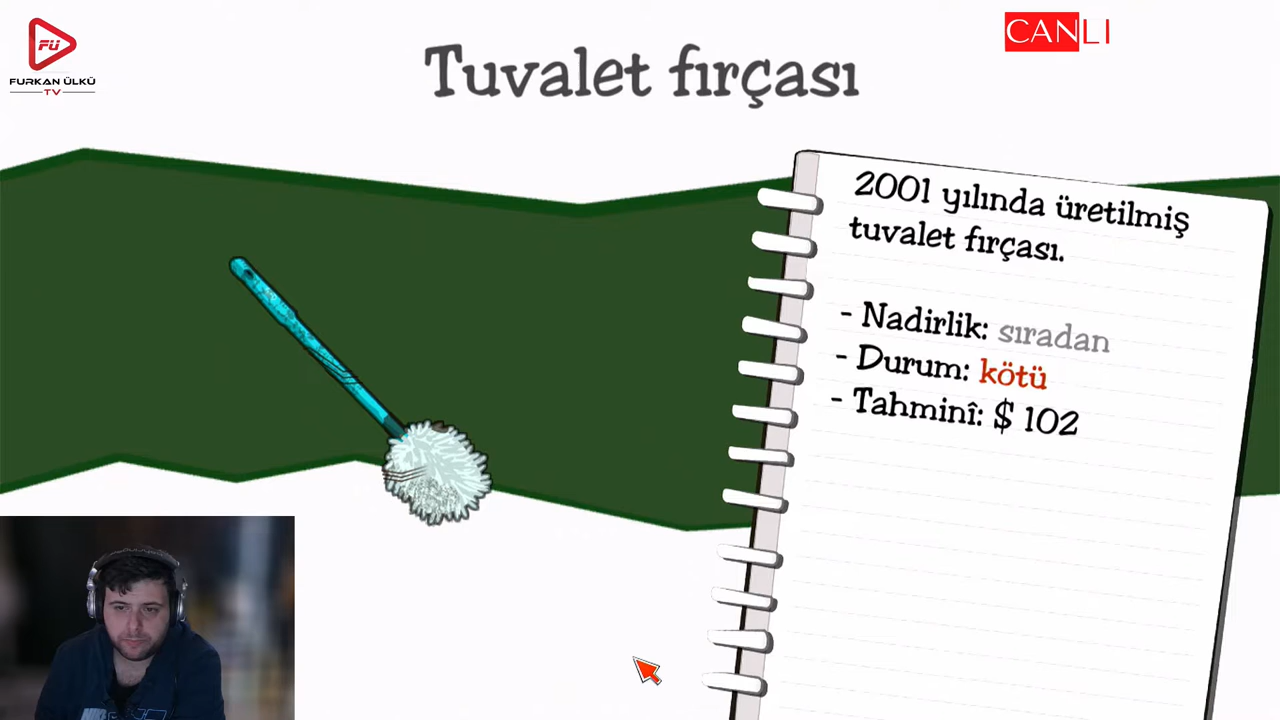 FÜ
FURKAN ÜLKÜ
TV
CANLI
Tuvalet fırçası
2001 yılında üretilmiş
tuvalet fırçası.
- Nadirlik: sıradan
- Durum: kötü
- Tahminî: $ 102